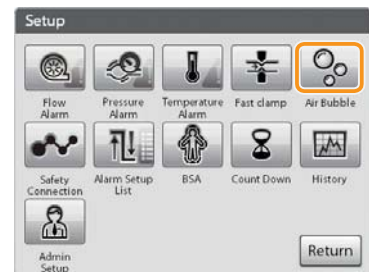 Setup
Flow
Alarm
Pressure
Alarm
Temperature
Alarm
Fast clamp
Air Bubble
Safety
Connection
Alarm Setup
List
BSA
Count Down
History
Admin
Setup
Return